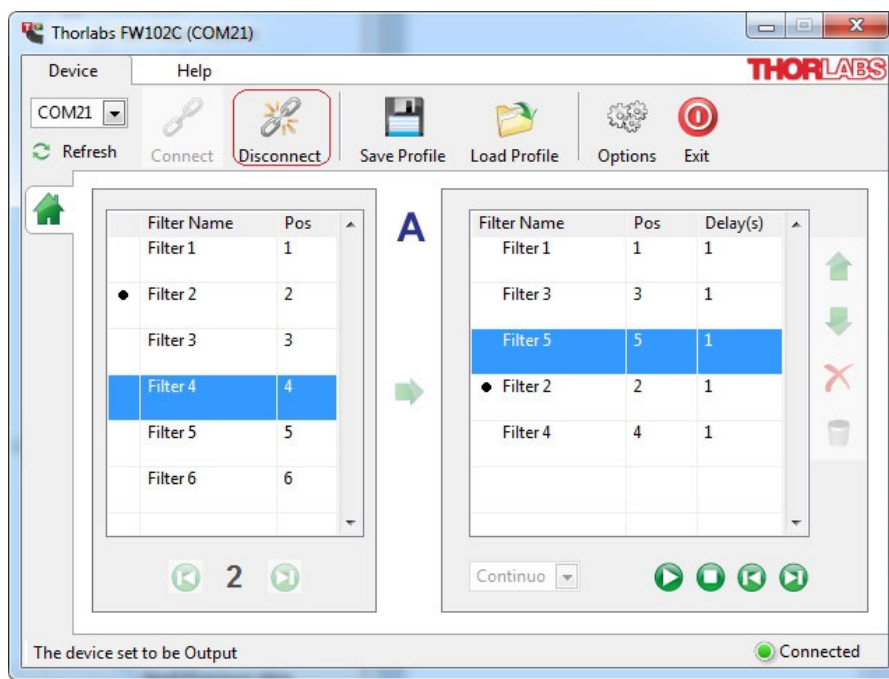 Thorlabs FW102C (COM21)
Device Help
THORLABS
COM21
Refresh Connect Disconnect Save Profile Load Profile Options Exit
Filter Name Pos
Filter 1 1
Filter 2 2
Filter 3 3
Filter 4 4
Filter 5 5
Filter 6 6
2
A
Filter Name Pos Delay(s)
Filter 1 1 1
Filter 3 3 1
Filter 5 5 1
Filter 2 2 1
Filter 4 4 1
Continuo
The device set to be Output
Connected